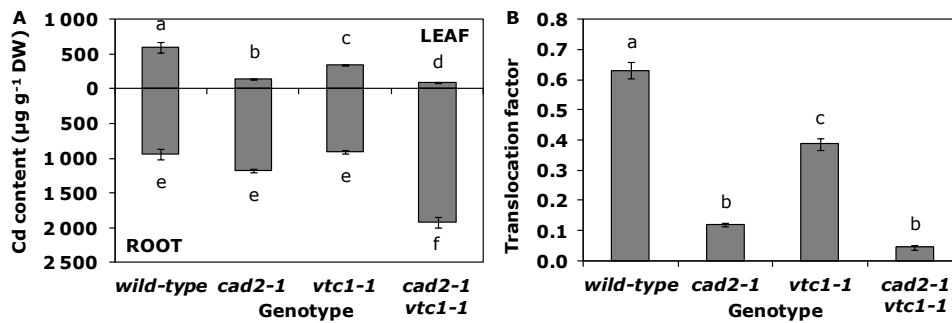 A
Cd content (µg g⁻¹ DW)
1 000
500
0
500
1 000
1 500
2 000
2 500
LEAF
a
b
c
d
e
e
e
f
ROOT
wild-type cad2-1 vtc1-1 cad2-1
vtc1-1
Genotype
B
Translocation factor
0.8
0.7
0.6
0.5
0.4
0.3
0.2
0.1
0.0
a
b
c
b
wild-type cad2-1 vtc1-1 cad2-1
vtc1-1
Genotype